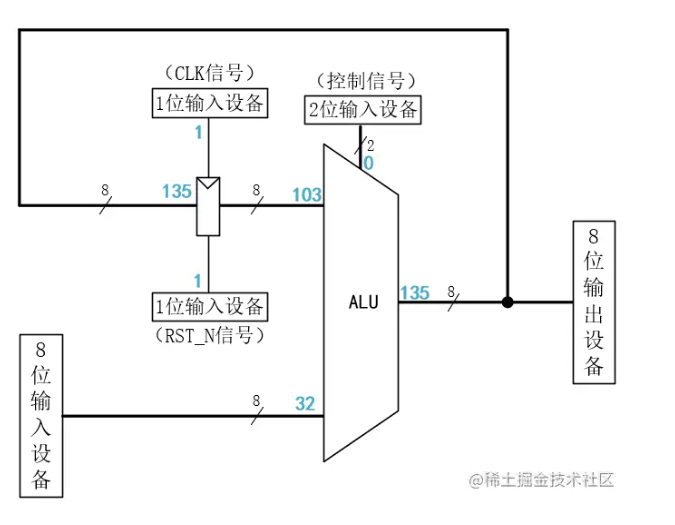 （CLK信号）
1位输入设备
1
（控制信号）
2位输入设备
2
0
8
135
8
103
1
1位输入设备
（RST_N信号）
ALU
135
8
8位输出设备
8位输入设备
8
32
@稀土掘金技术社区